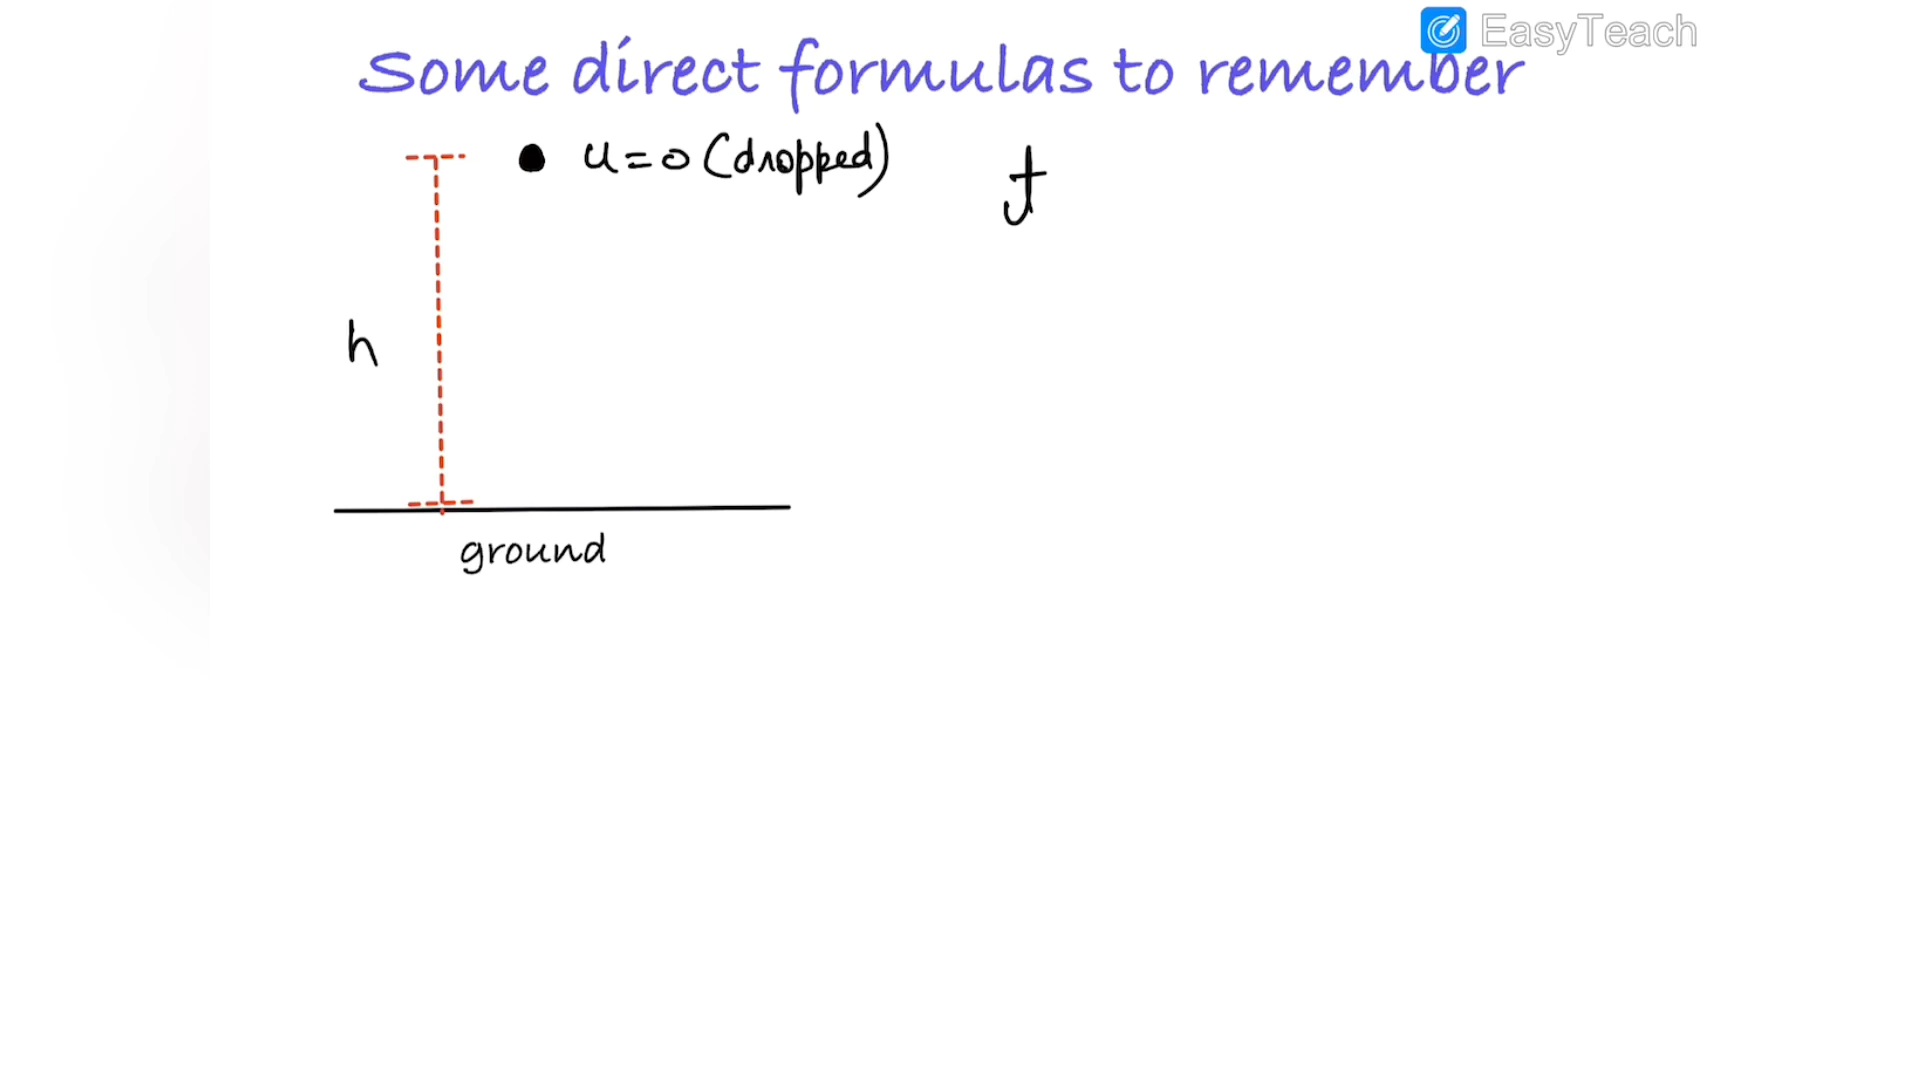 EasyTeach
Some direct formulas to remember
u=0 (dropped)
h
ground